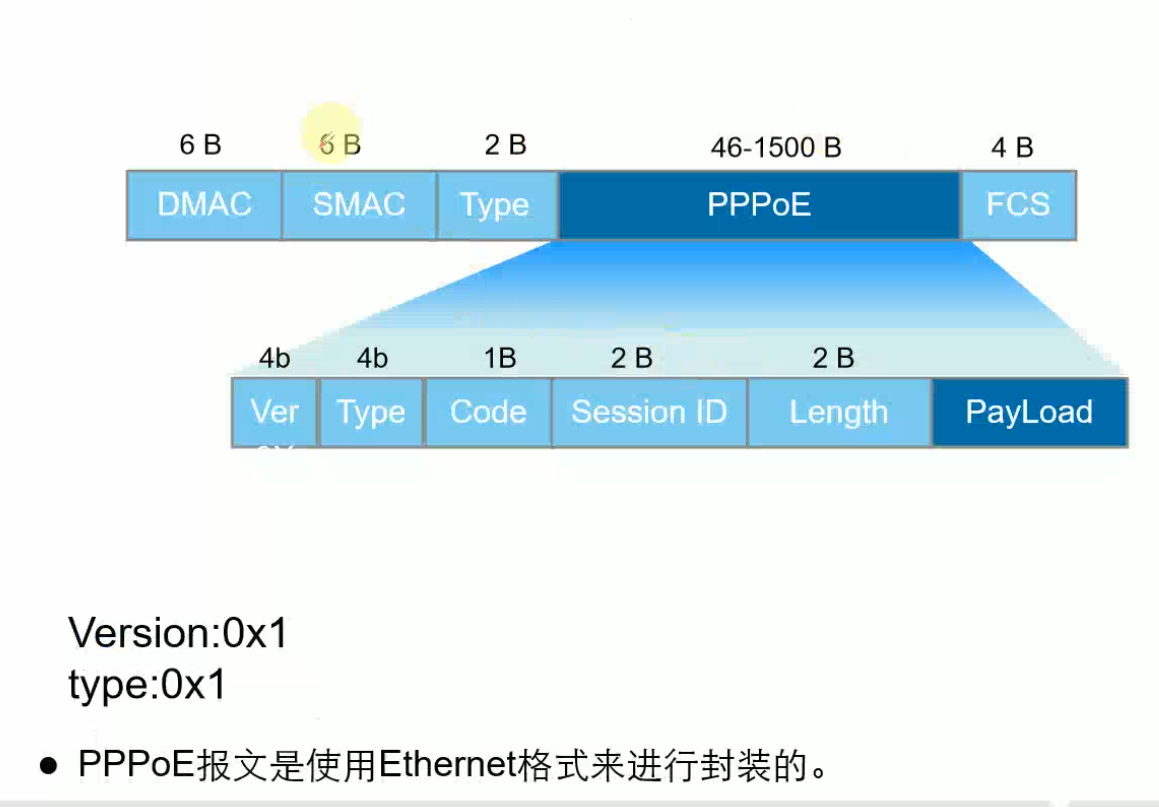 6 B 6 B 2 B 46-1500 B 4 B
DMAC SMAC Type PPPoE FCS
4b 4b 1B 2 B 2 B
Ver Type Code Session ID Length PayLoad
Version:0x1
type:0x1
● PPPoE报文是使用Ethernet格式来进行封装的。